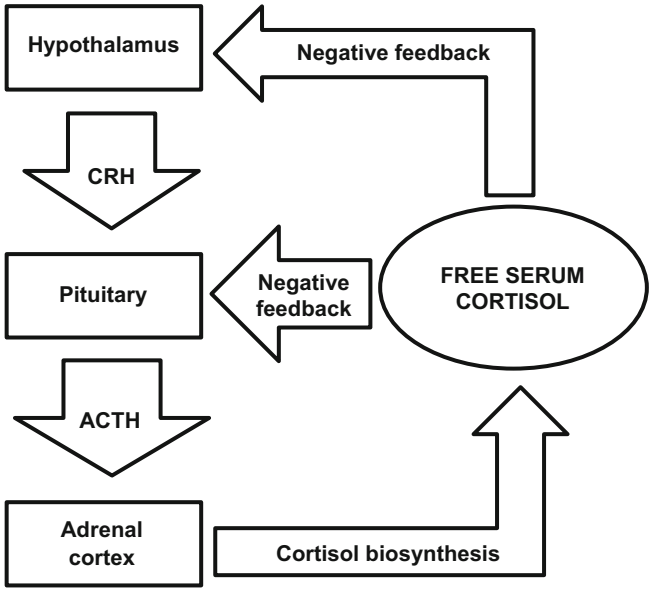 Hypothalamus
Negative feedback
CRH
Pituitary
Negative
feedback
FREE SERUM
CORTISOL
ACTH
Adrenal
cortex
Cortisol biosynthesis